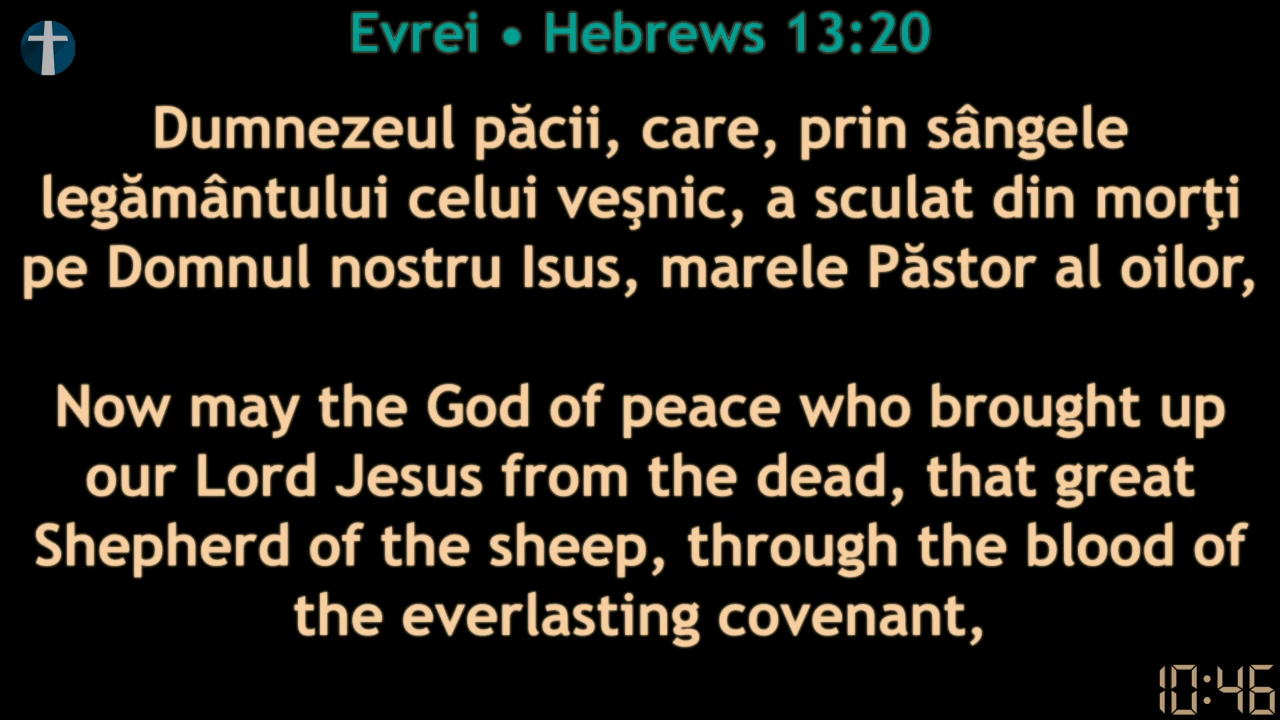 Evrei • Hebrews 13:20
Dumnezeul păcii, care, prin sângele
legământului celui veşnic, a sculat din morţi
pe Domnul nostru Isus, marele Păstor al oilor,
Now may the God of peace who brought up
our Lord Jesus from the dead, that great
Shepherd of the sheep, through the blood of
the everlasting covenant,
10:46